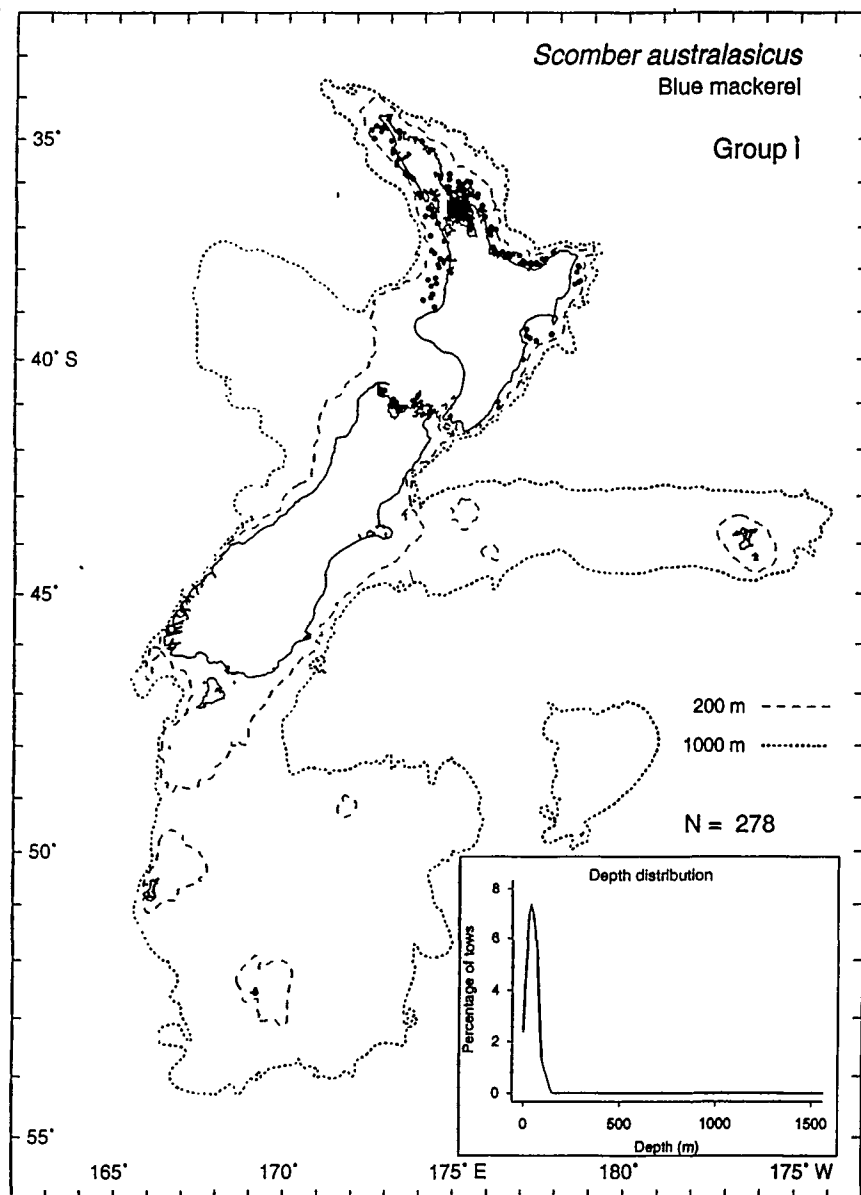 Scomber australasicus
Blue mackerel
Group 1
35°
40° S
45°
50°
55°
200 m
1000 m
N = 278
Depth distribution
Percentage of tows
8
6
4
2
0
0 500 1000 1500
Depth (m)
165° 170° 175° E 180° 175° W